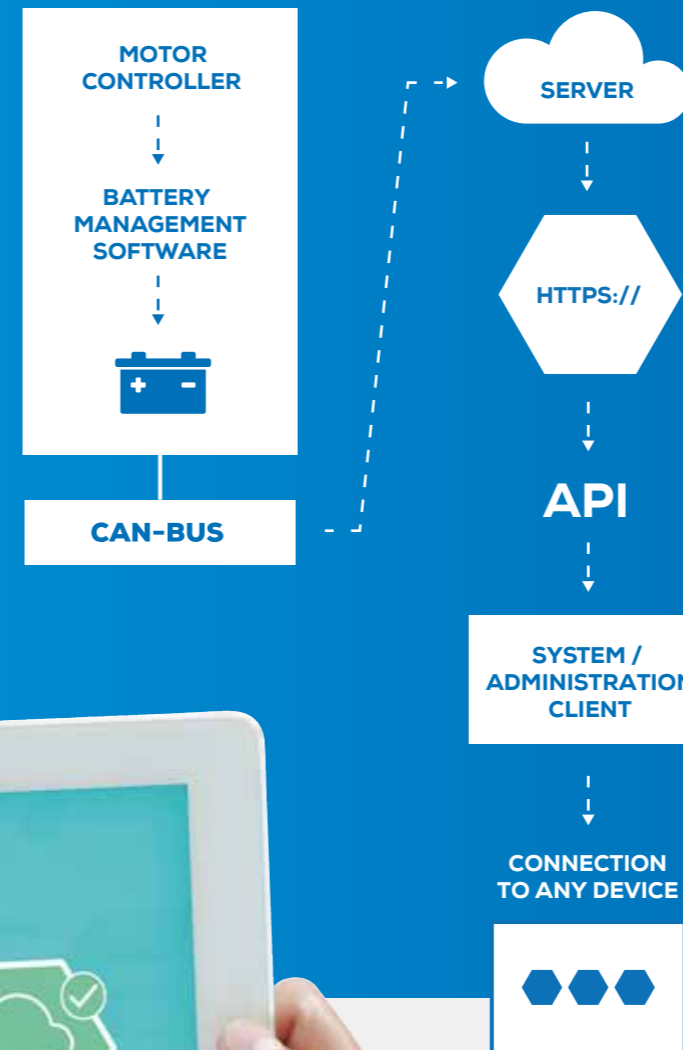 MOTOR
CONTROLLER
BATTERY
MANAGEMENT
SOFTWARE
+ -
CAN-BUS
SERVER
HTTPS://
API
SYSTEM /
ADMINISTRATION
CLIENT
CONNECTION
TO ANY DEVICE